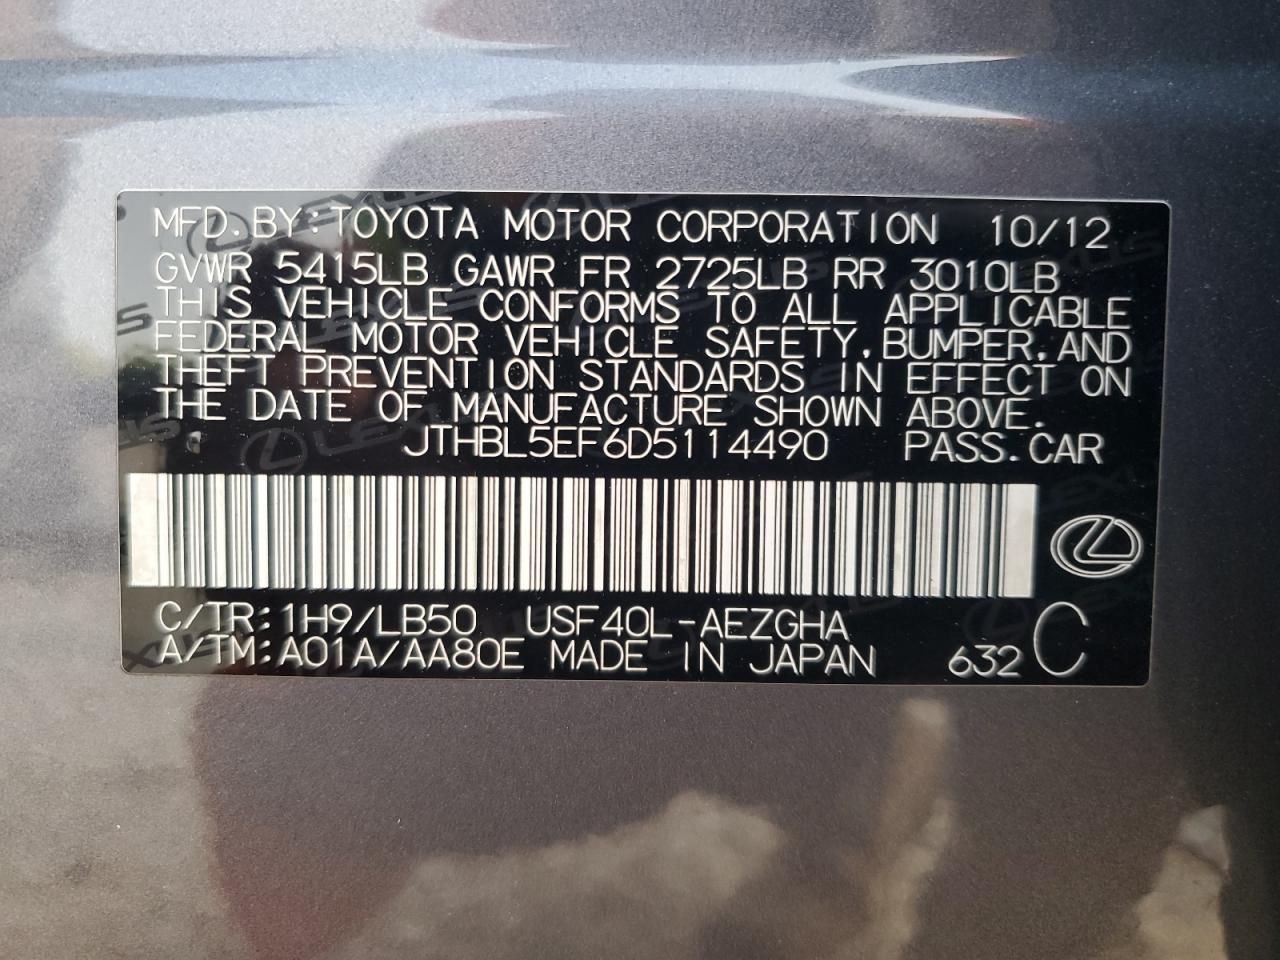 MFD.BY:TOYOTA MOTOR CORPORATION 10/12
GVWR 5415LB GAWR FR 2725LB RR 3010LB
THIS VEHICLE CONFORMS TO ALL APPLICABLE
FEDERAL MOTOR VEHICLE SAFETY,BUMPER,AND
THEFT PREVENTION STANDARDS IN EFFECT ON
THE DATE OF MANUFACTURE SHOWN ABOVE.
JTHBL5EF6D5114490 PASS.CAR
C/TR:1H9/LB50 USF40L-AEZGHA
A/TM:A01A/AA80E MADE IN JAPAN 632 C